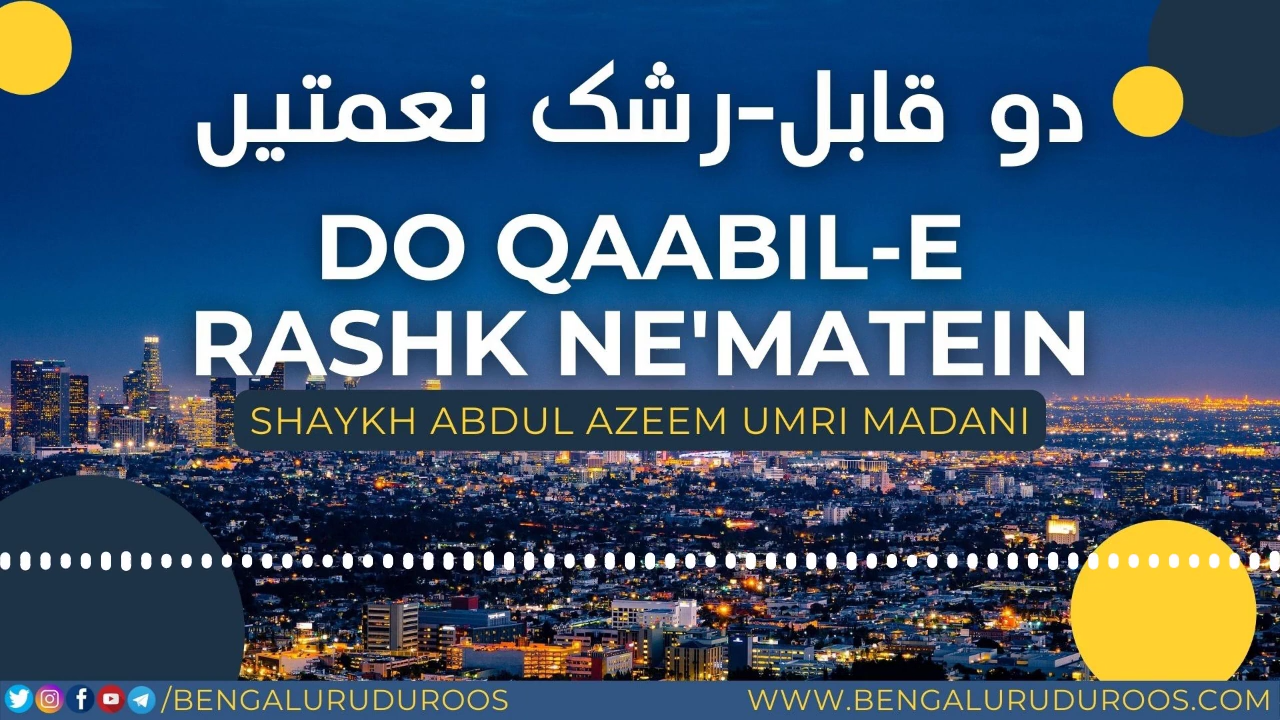 دو قابل-رشک نعمتیں
DO QAABIL-E
RASHK NE'MATEIN
SHAYKH ABDUL AZEEM UMRI MADANI
/BENGALURUDUROOS
WWW.BENGALURUDUROOS.COM